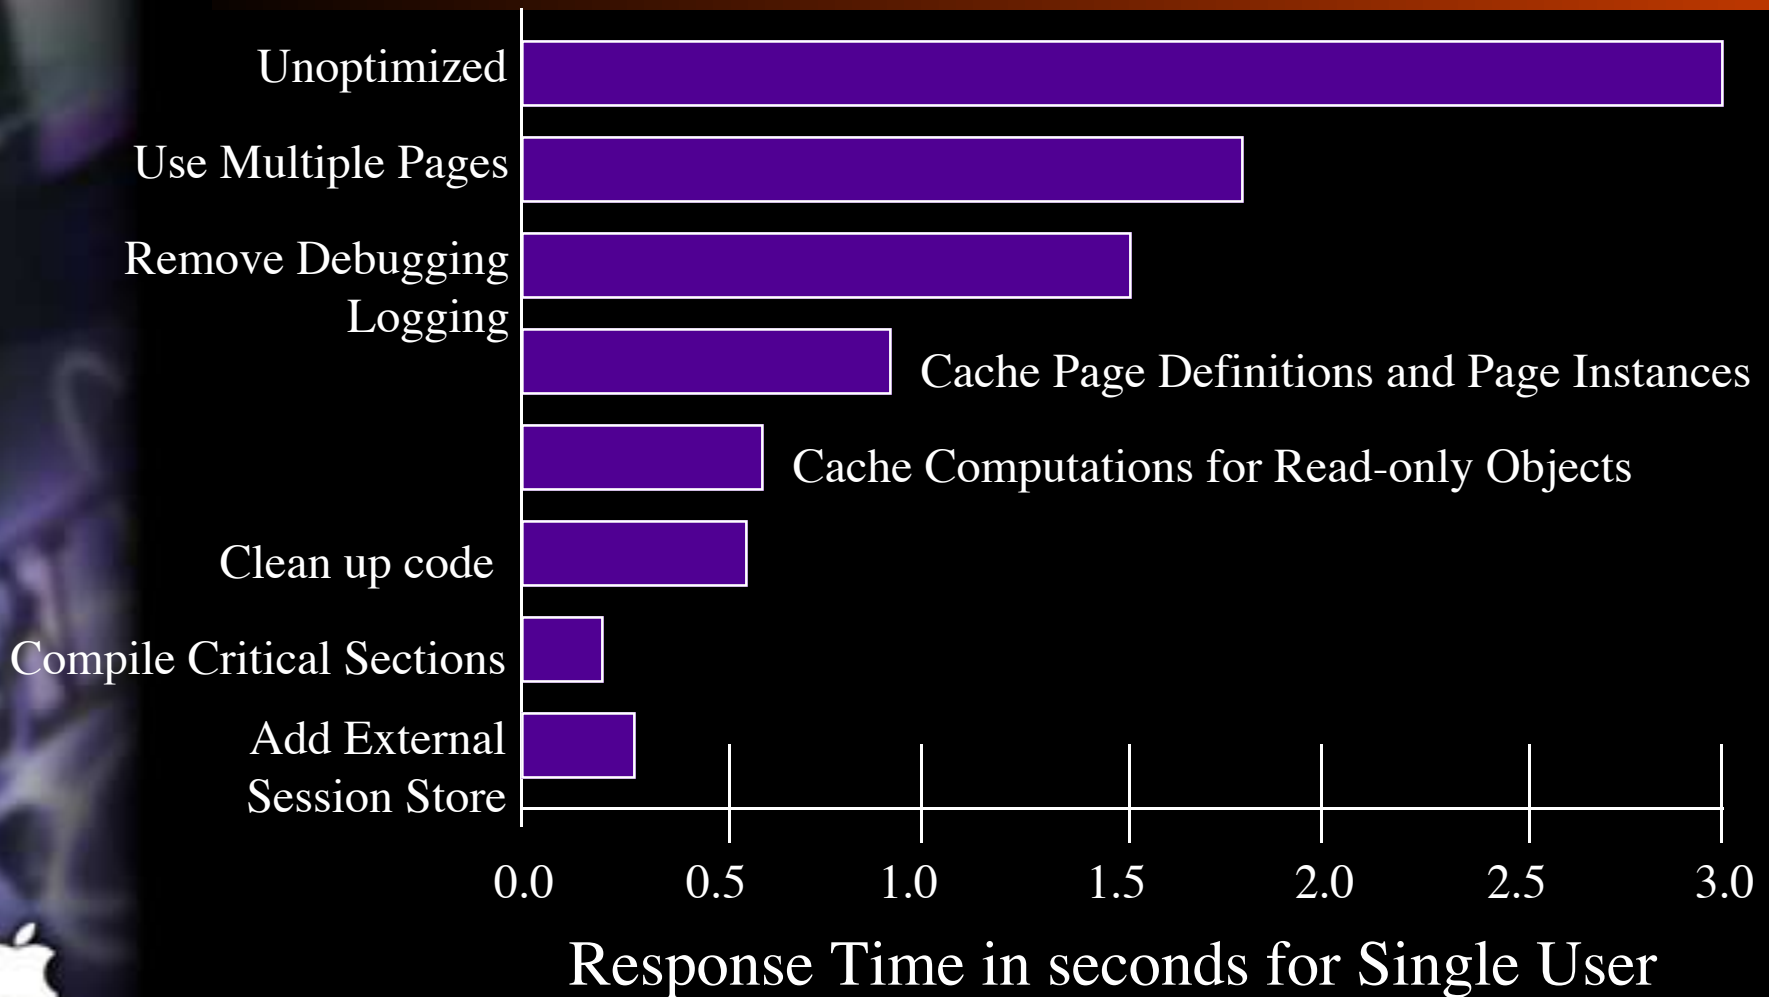 Unoptimized
Use Multiple Pages
Remove Debugging
Logging
Cache Page Definitions and Page Instances
Cache Computations for Read-only Objects
Clean up code
Compile Critical Sections
Add External
Session Store
0.0 0.5 1.0 1.5 2.0 2.5 3.0
Response Time in seconds for Single User